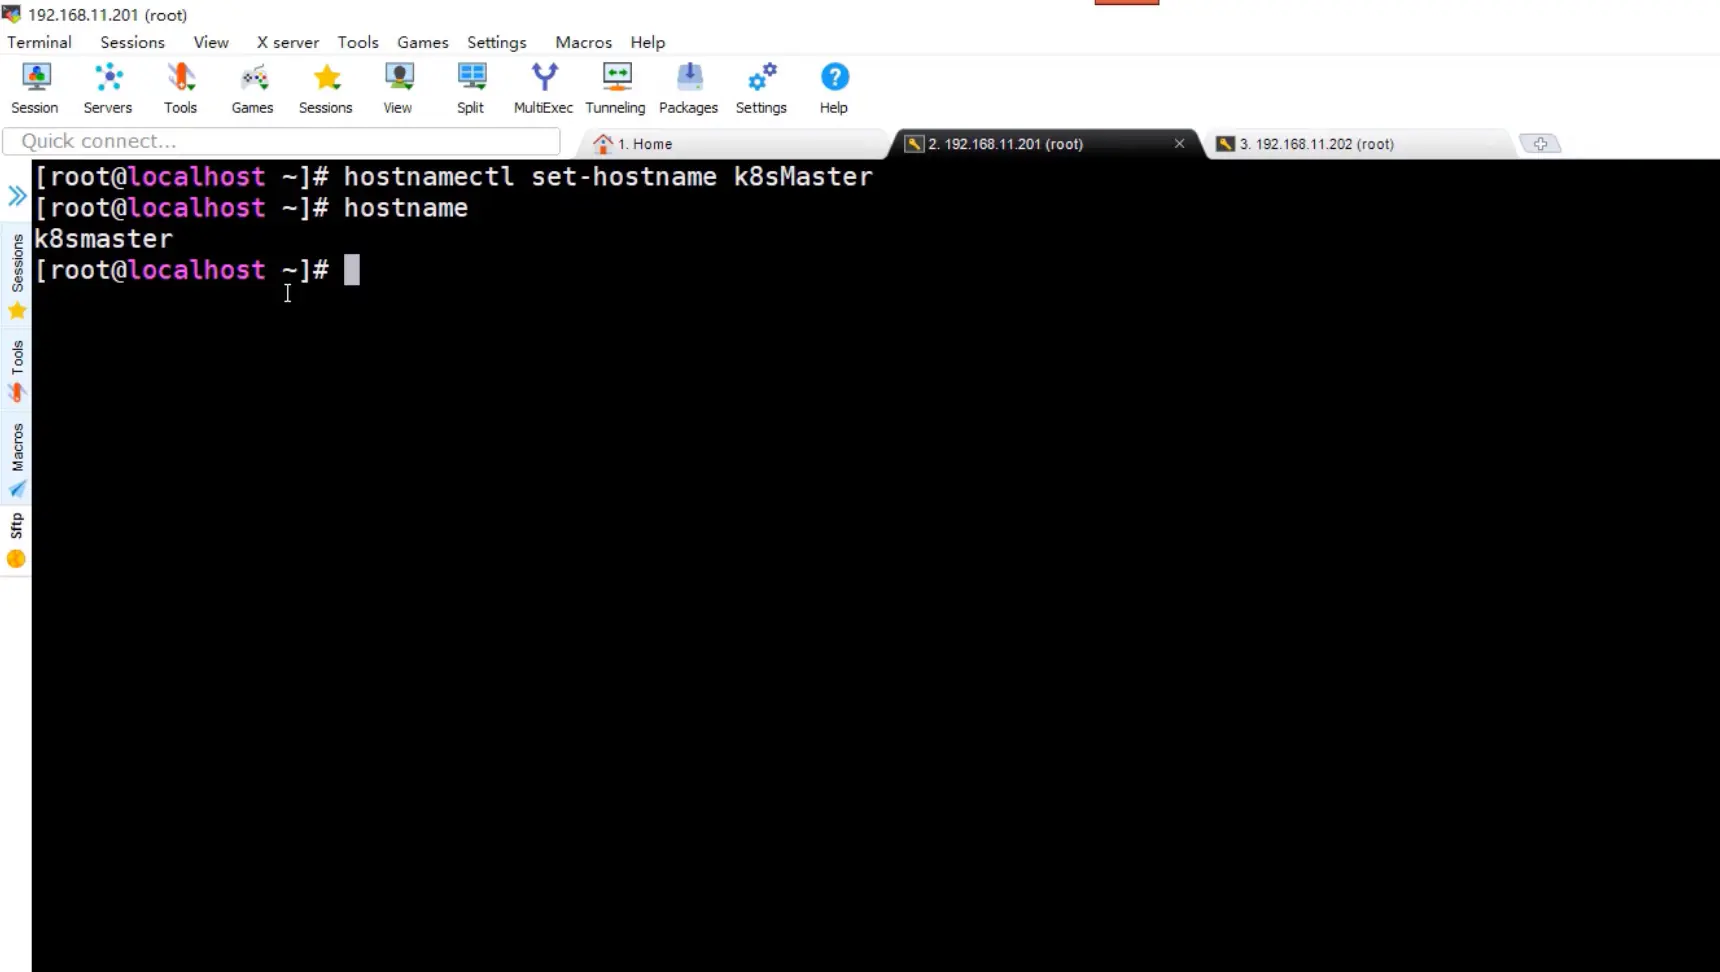 192.168.11.201 (root)
Terminal Sessions View X server Tools Games Settings Macros Help
Session Servers Tools Games Sessions View Split MultiExec Tunneling Packages Settings Help
Quick connect...
1. Home
2. 192.168.11.201 (root)
3. 192.168.11.202 (root)
[root@localhost ~]# hostnamectl set-hostname k8sMaster
[root@localhost ~]# hostname
k8smaster
[root@localhost ~]#
Sessions
Tools
Macros
Sftp